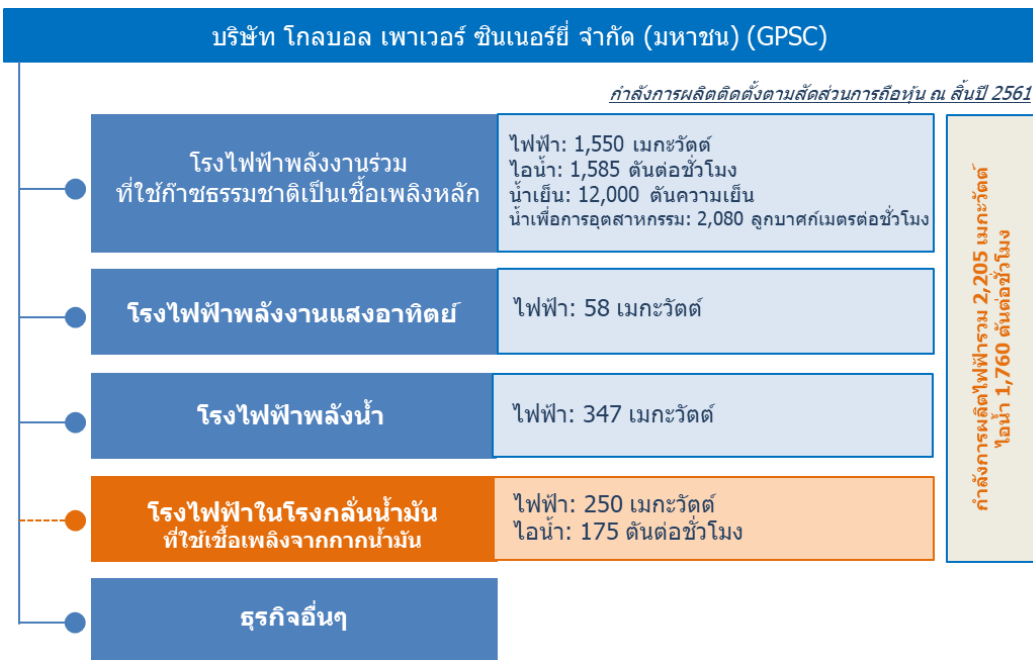 บริษัท โกลบอล เพาเวอร์ ซินเนอร์ยี่ จำกัด (มหาชน) (GPSC)
กำลังการผลิตติดตั้งตามสัดส่วนการถือหุ้น ณ สิ้นปี 2561
โรงไฟฟ้าพลังงานร่วม
ที่ใช้ก๊าซธรรมชาติเป็นเชื้อเพลิงหลัก
ไฟฟ้า: 1,550 เมกะวัตต์
ไอน้ำ: 1,585 ตันต่อชั่วโมง
น้ำเย็น: 12,000 ตันความเย็น
น้ำเพื่อการอุตสาหกรรม: 2,080 ลูกบาศก์เมตรต่อชั่วโมง
โรงไฟฟ้าพลังงานแสงอาทิตย์
ไฟฟ้า: 58 เมกะวัตต์
โรงไฟฟ้าพลังน้ำ
ไฟฟ้า: 347 เมกะวัตต์
โรงไฟฟ้าในโรงกลั่นน้ำมัน
ที่ใช้เชื้อเพลิงจากกากน้ำมัน
ไฟฟ้า: 250 เมกะวัตต์
ไอน้ำ: 175 ตันต่อชั่วโมง
ธุรกิจอื่นๆ
กำลังการผลิตไฟฟ้ารวม 2,205 เมกะวัตต์
ไอน้ำ 1,760 ตันต่อชั่วโมง